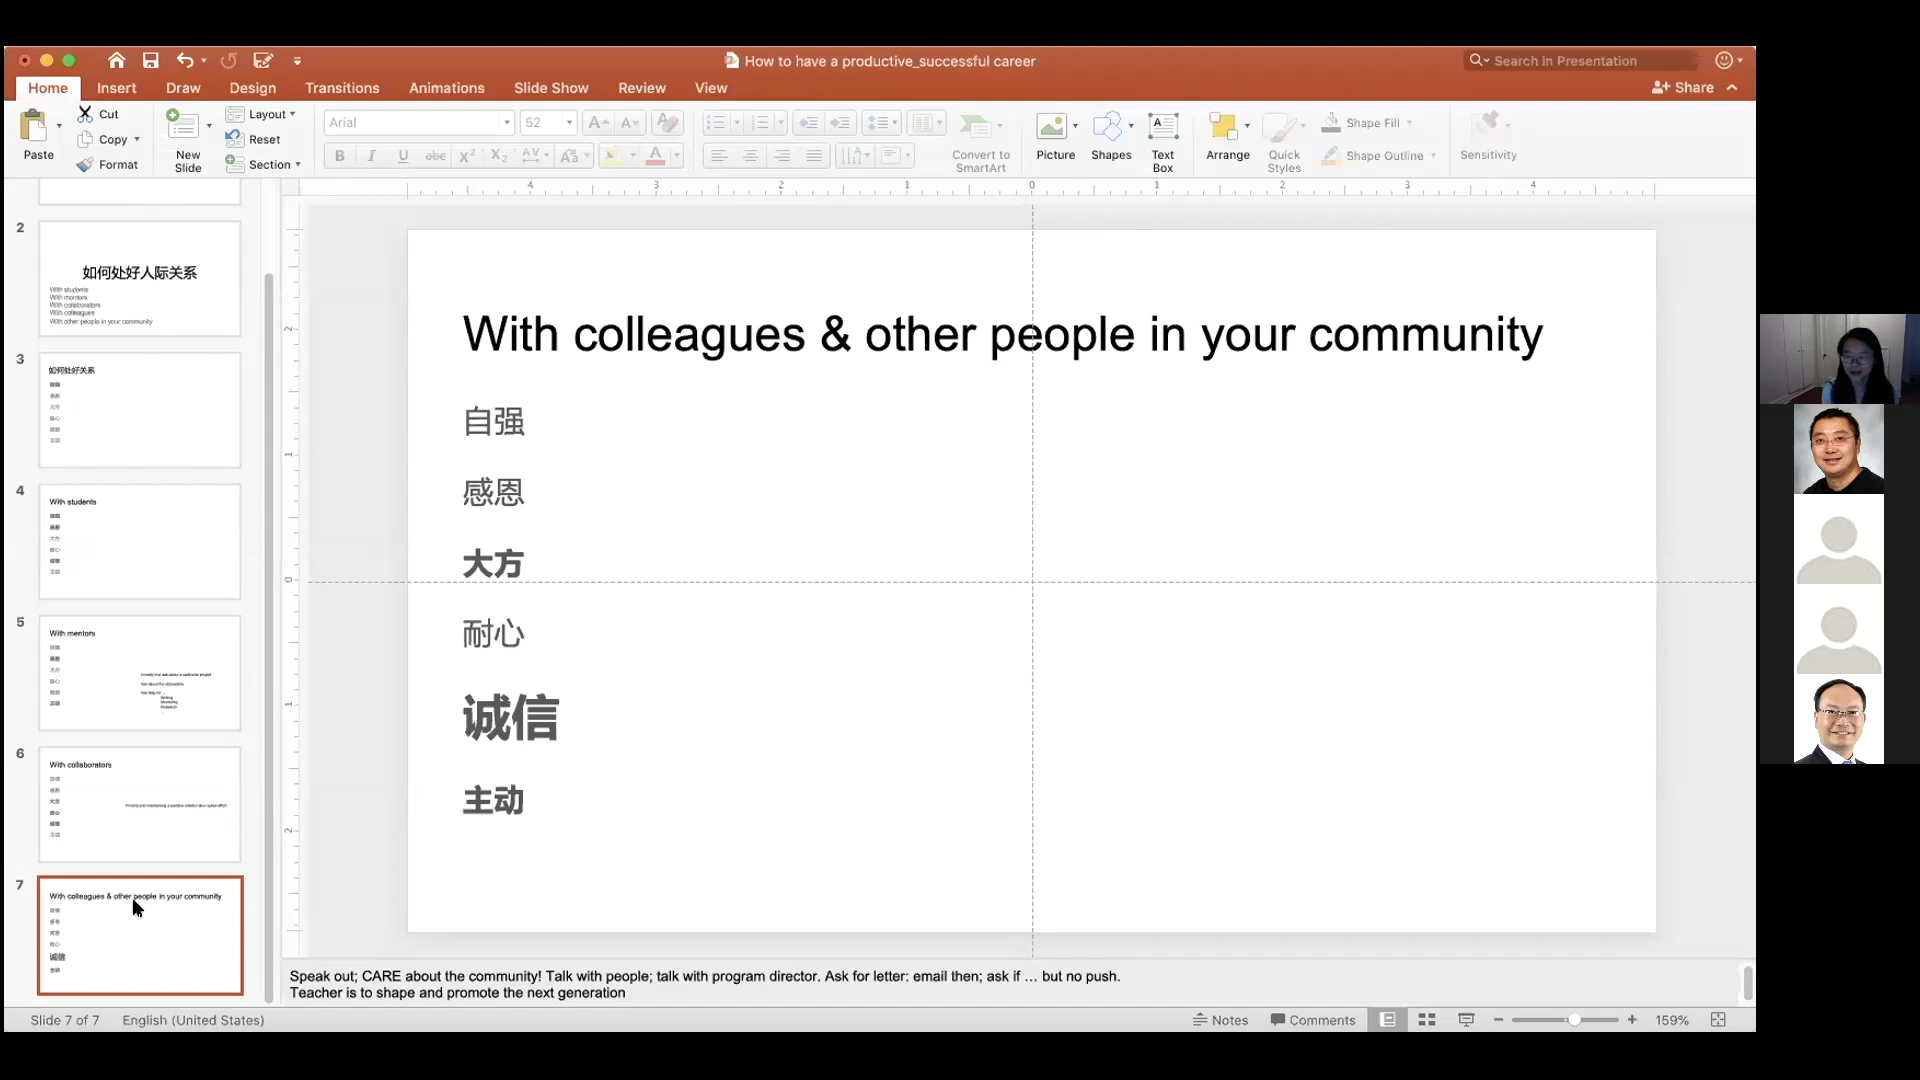 How to have a productive_successful career
Search in Presentation
Home Insert Draw Design Transitions Animations Slide Show Review View
Share
Paste
Cut
Copy
Format
New
Slide
Layout
Reset
Section
Arial
52
Convert to
SmartArt
Picture
Shapes
Text
Box
Arrange
Quick
Styles
Shape Fill
Shape Outline
Sensitivity
2
如何处好人际关系
With students
With mentors
With collaborators
With colleagues
With other people in your community
3
如何处好关系
4
With students
5
With mentors
6
With collaborators
7
With colleagues & other people in your community
诚信
With colleagues & other people in your community
自强
感恩
大方
耐心
诚信
主动
Speak out; CARE about the community! Talk with people; talk with program director. Ask for letter: email then; ask if … but no push.
Teacher is to shape and promote the next generation
Slide 7 of 7
English (United States)
Notes
Comments
159%